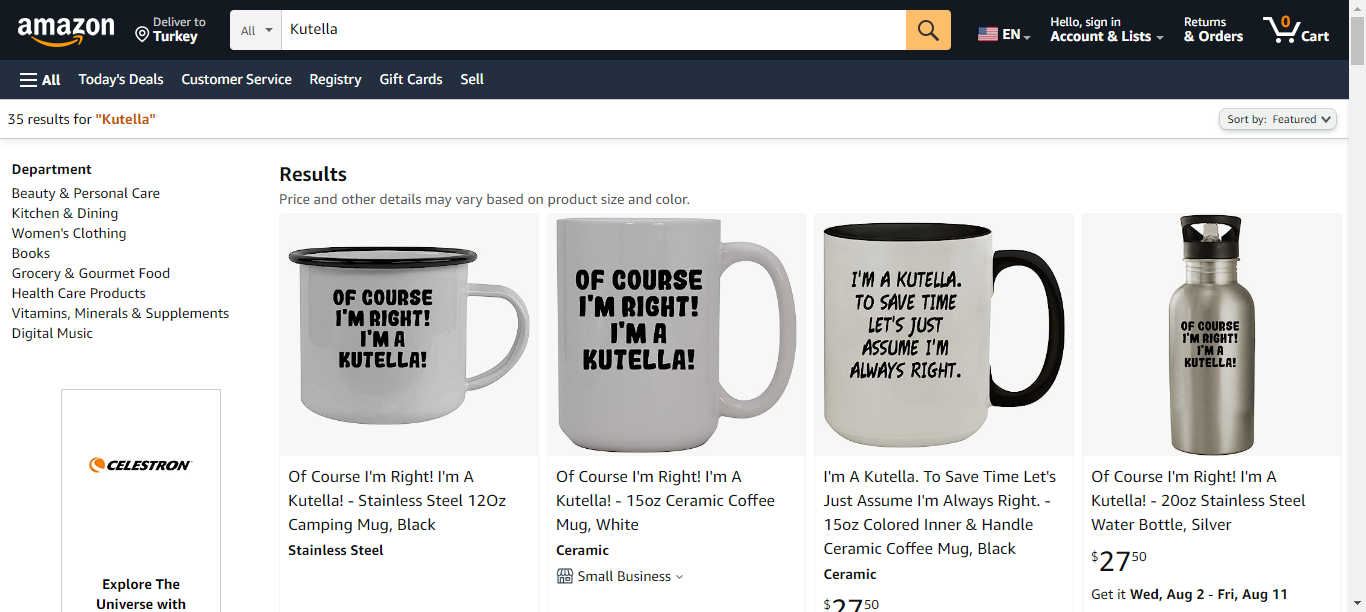 amazon
Deliver to
Turkey
All
Kutella
EN
Hello, sign in
Account & Lists
Returns
& Orders
0
Cart
All
Today's Deals
Customer Service
Registry
Gift Cards
Sell
35 results for "Kutella"
Sort by: Featured
Department
Beauty & Personal Care
Kitchen & Dining
Women's Clothing
Books
Grocery & Gourmet Food
Health Care Products
Vitamins, Minerals & Supplements
Digital Music
CELESTRON
Explore The
Universe with
Results
Price and other details may vary based on product size and color.
OF COURSE
I'M RIGHT!
I'M A
KUTELLA!
Of Course I'm Right! I'm A
Kutella! - Stainless Steel 12Oz
Camping Mug, Black
Stainless Steel
OF COURSE
I'M RIGHT!
I'M A
KUTELLA!
Of Course I'm Right! I'm A
Kutella! - 15oz Ceramic Coffee
Mug, White
Ceramic
Small Business
I'M A KUTELLA.
TO SAVE TIME
LET'S JUST
ASSUME I'M
ALWAYS RIGHT.
I'm A Kutella. To Save Time Let's
Just Assume I'm Always Right. -
15oz Colored Inner & Handle
Ceramic Coffee Mug, Black
Ceramic
$2750
OF COURSE
I'M RIGHT!
I'M A
KUTELLA!
Of Course I'm Right! I'm A
Kutella! - 20oz Stainless Steel
Water Bottle, Silver
$2750
Get it Wed, Aug 2 - Fri, Aug 11